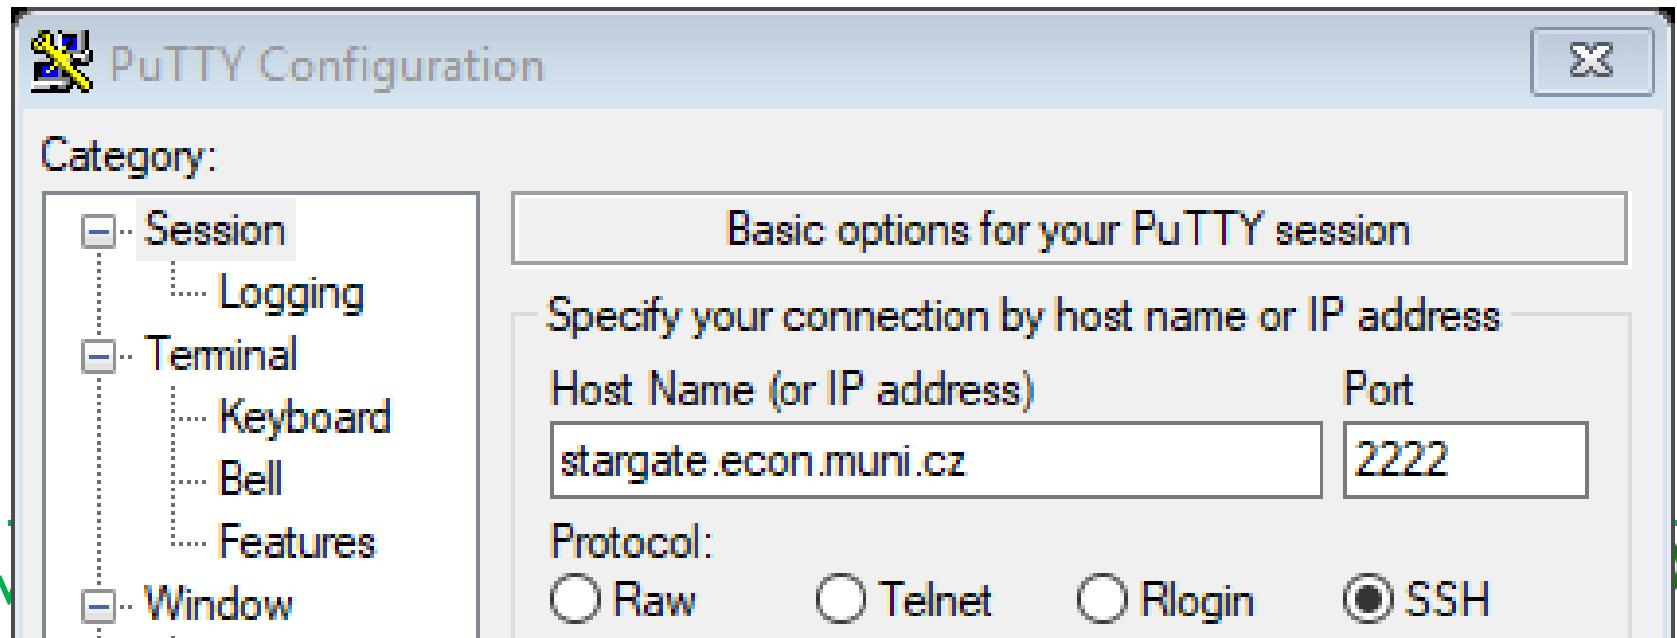 PuTTY Configuration
Category:
Session
Logging
Terminal
Keyboard
Bell
Features
Window
Basic options for your PuTTY session
Specify your connection by host name or IP address
Host Name (or IP address)
Port
stargate.econ.muni.cz
2222
Protocol:
Raw
Telnet
Rlogin
SSH